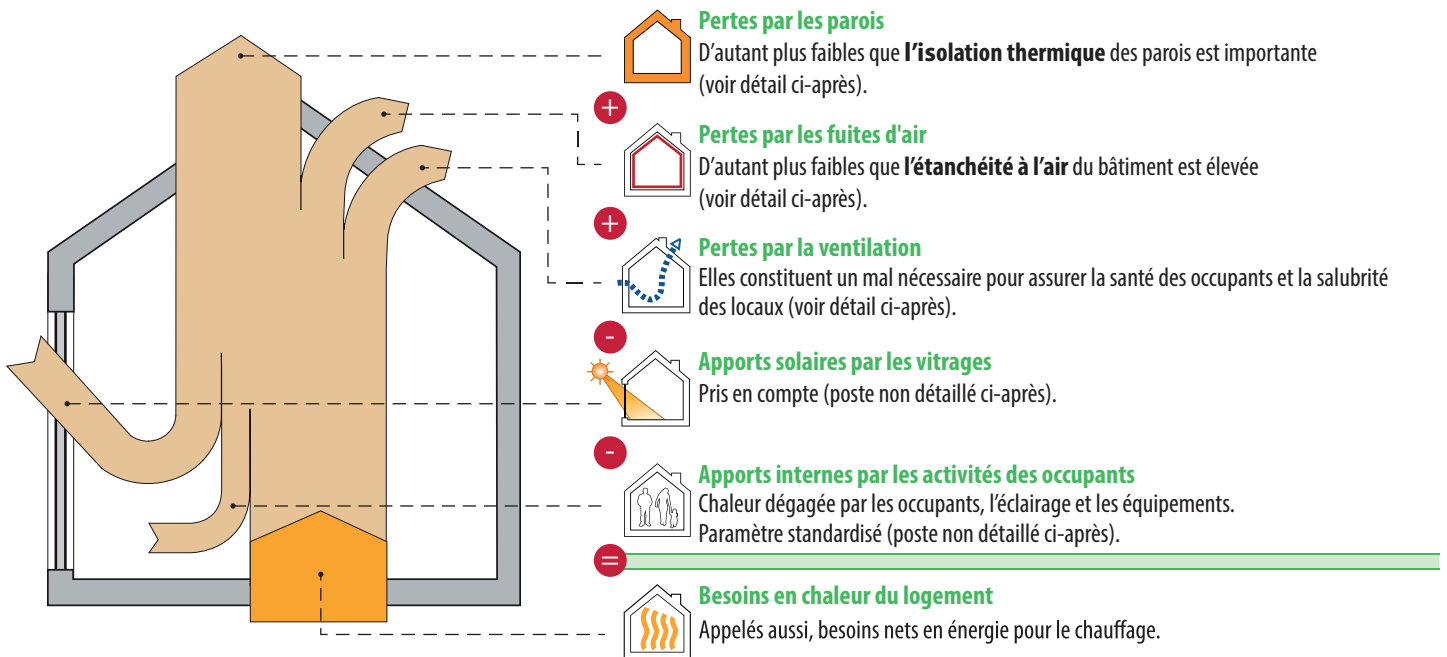 Pertes par les parois
D'autant plus faibles que l'isolation thermique des parois est importante
(voir détail ci-après).
+
Pertes par les fuites d'air
D'autant plus faibles que l'étanchéité à l'air du bâtiment est élevée
(voir détail ci-après).
+
Pertes par la ventilation
Elles constituent un mal nécessaire pour assurer la santé des occupants et la salubrité
des locaux (voir détail ci-après).
-
Apports solaires par les vitrages
Pris en compte (poste non détaillé ci-après).
-
Apports internes par les activités des occupants
Chaleur dégagée par les occupants, l'éclairage et les équipements.
Paramètre standardisé (poste non détaillé ci-après).
=
Besoins en chaleur du logement
Appelés aussi, besoins nets en énergie pour le chauffage.